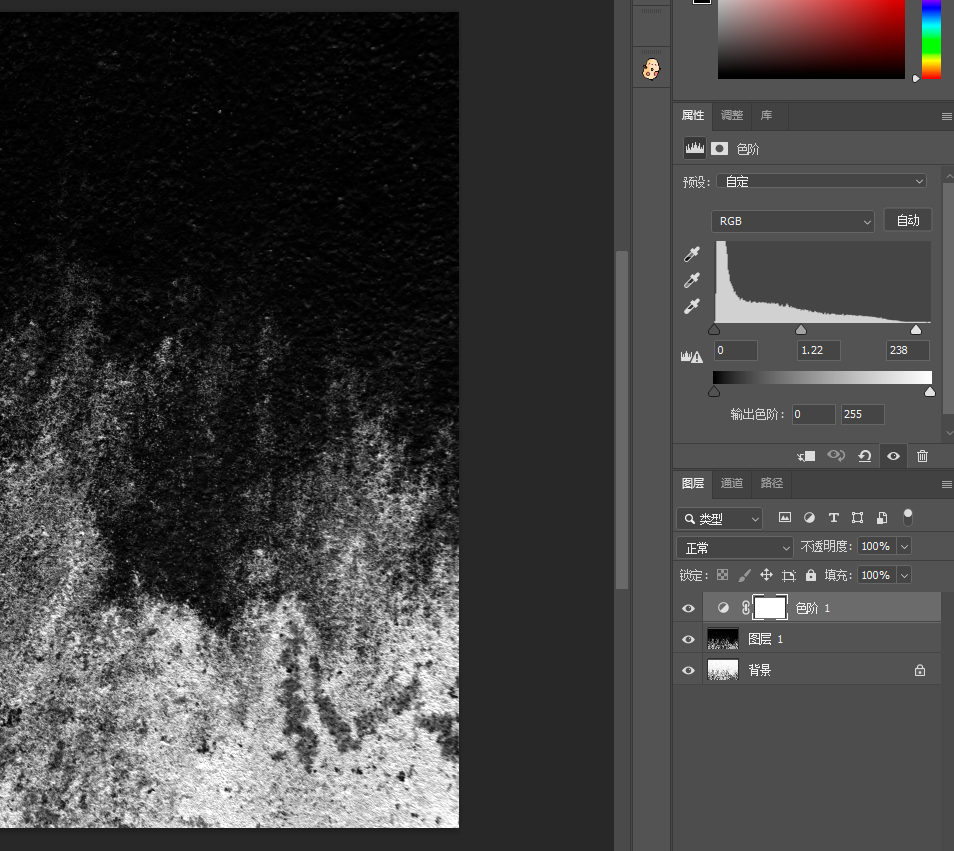 属性 调整 库
色阶
预设: 自定
RGB 自动
0 1.22 238
输出色阶: 0 255
图层 通道 路径
类型
正常 不透明度: 100%
锁定: 填充: 100%
色阶 1
图层 1
背景